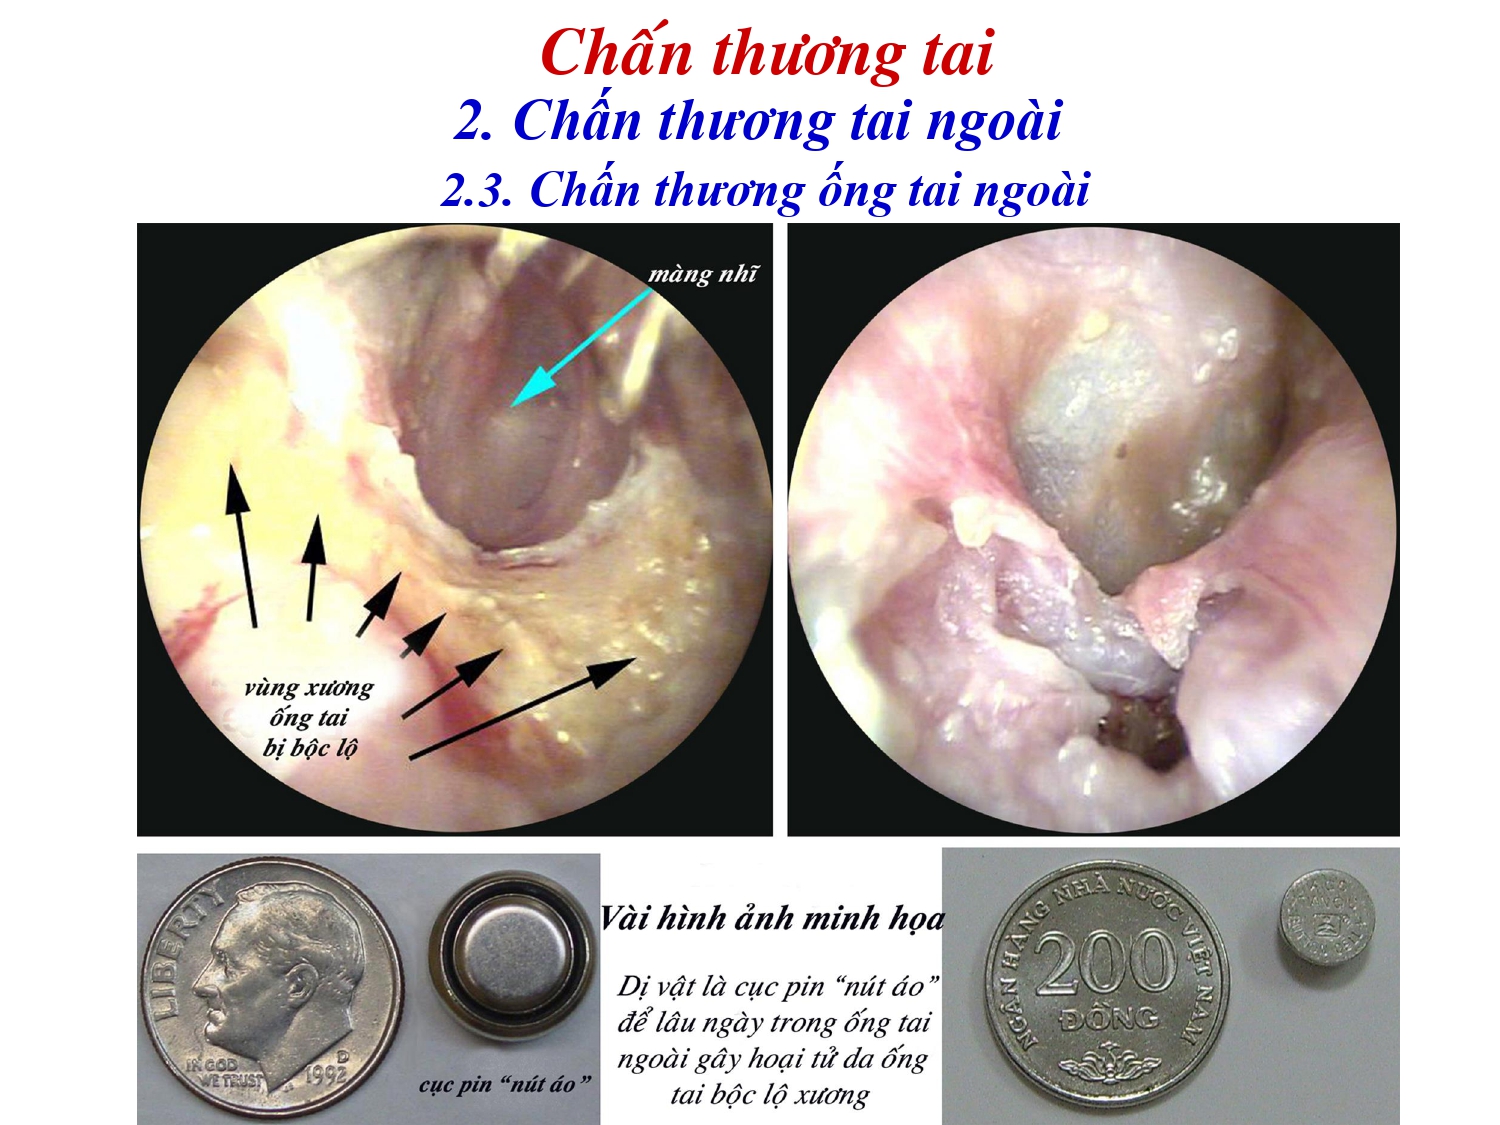 Chấn thương tai
2. Chấn thương tai ngoài
2.3. Chấn thương ống tai ngoài
màng nhĩ
vùng xương
ống tai
bị bộc lộ
LIBERTY
IN GOD
WE TRUST
D
1992
cục pin “nút áo”
Vài hình ảnh minh họa
Dị vật là cục pin “nút áo”
để lâu ngày trong ống tai
ngoài gây hoại tử da ống
tai bộc lộ xương
NGÂN HÀNG NHÀ NƯỚC VIỆT NAM
200
ĐỒNG